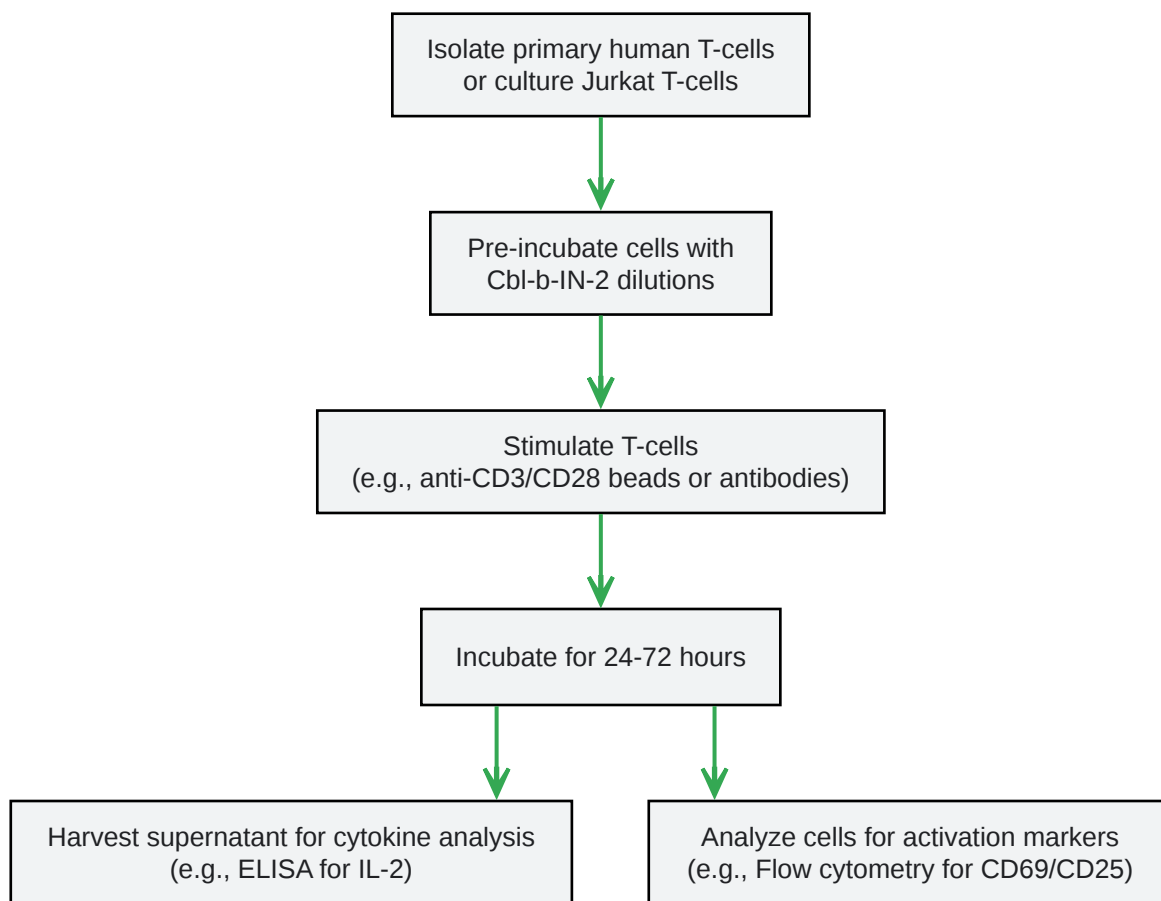 Isolate primary human T-cells
or culture Jurkat T-cells
Pre-incubate cells with
Cbl-b-IN-2 dilutions
Stimulate T-cells
(e.g., anti-CD3/CD28 beads or antibodies)
Incubate for 24-72 hours
Harvest supernatant for cytokine analysis
(e.g., ELISA for IL-2)
Analyze cells for activation markers
(e.g., Flow cytometry for CD69/CD25)